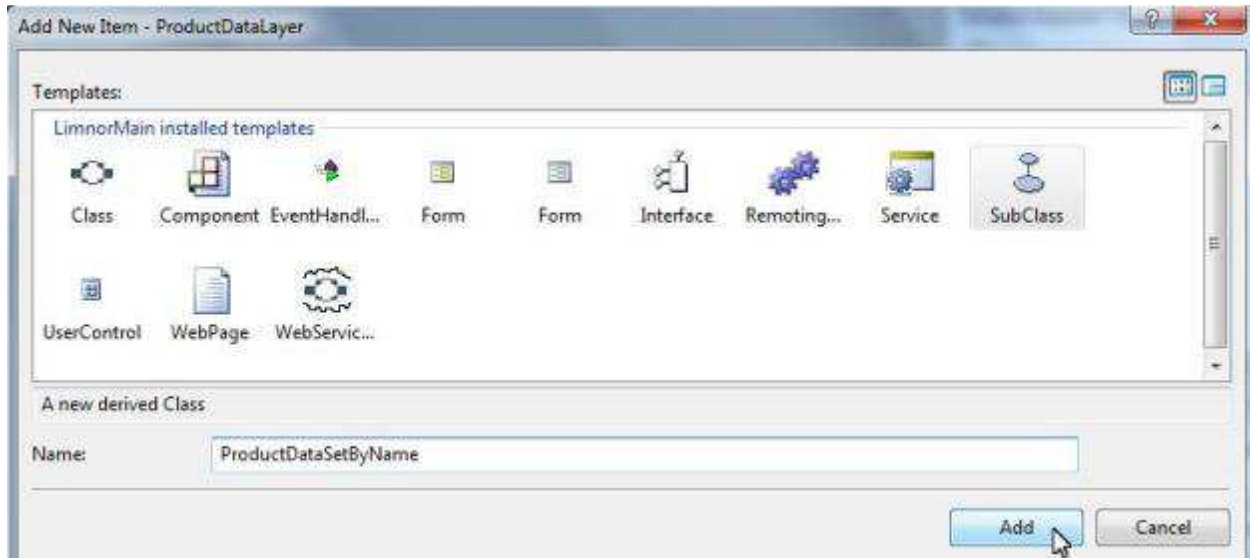 Add New Item - ProductDataLayer
Templates:
LimnorMain installed templates
Class Component EventHandl... Form Form Interface Remoting... Service SubClass
UserControl WebPage WebServic...
A new derived Class
Name: ProductDataSetByName
Add Cancel